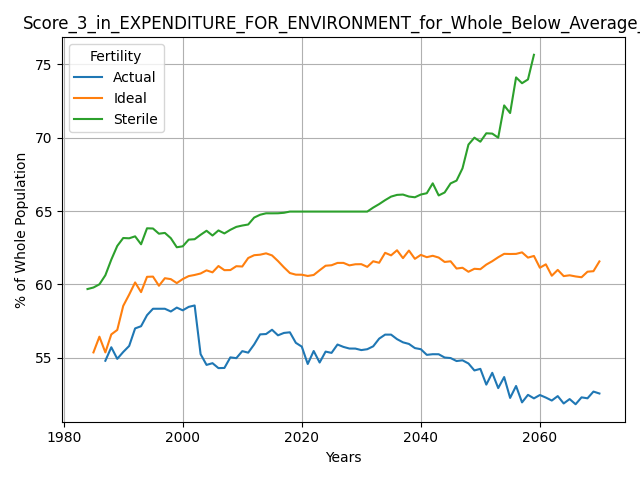 Score_3_in_EXPENDITURE_FOR_ENVIRONMENT_for_Whole_Below_Average_
Fertility
Actual
Ideal
Sterile
% of Whole Population
75
70
65
60
55
1980
2000
2020
2040
2060
Years